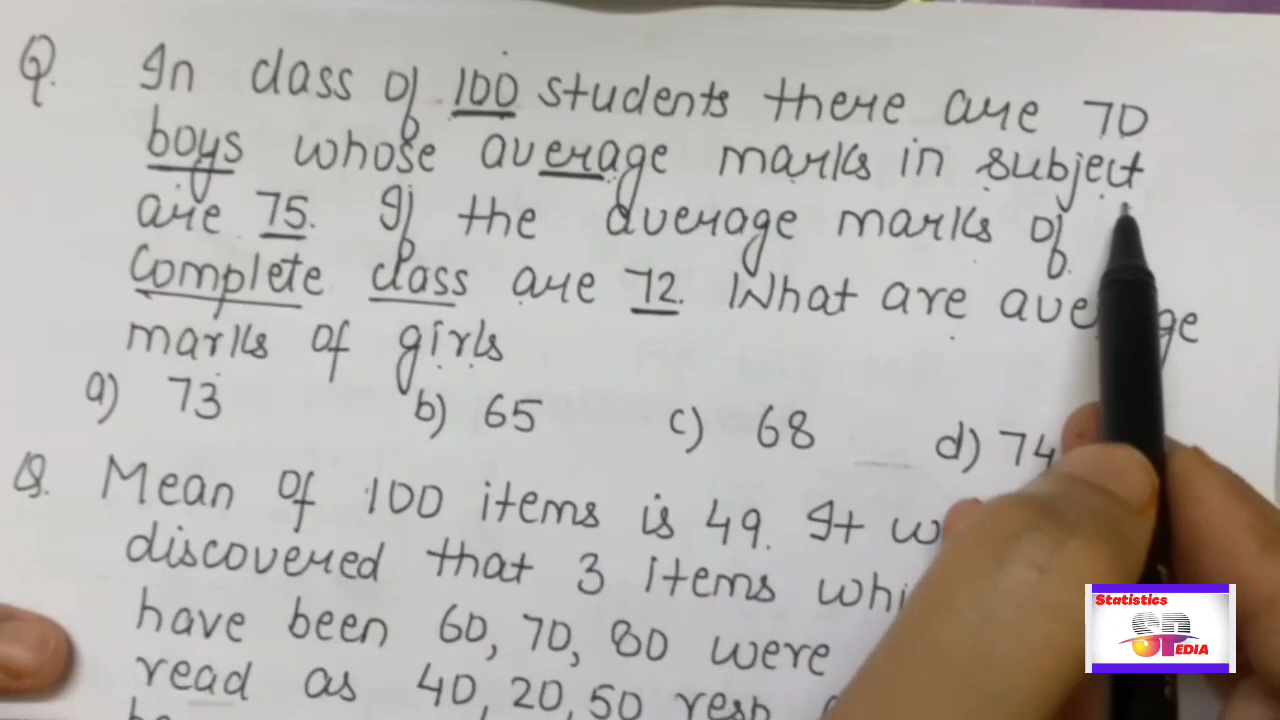 Q. In class of 100 students there are 70
boys whose average marks in subject
are 75. If the average marks of
complete class are 72. What are average
marks of girls
a) 73 b) 65 c) 68 d) 74
Q. Mean of 100 items is 49. It
discovered that 3 items
have been 60, 70, 80 were
read as 40, 20, 50 resp
Statistics
EDIA